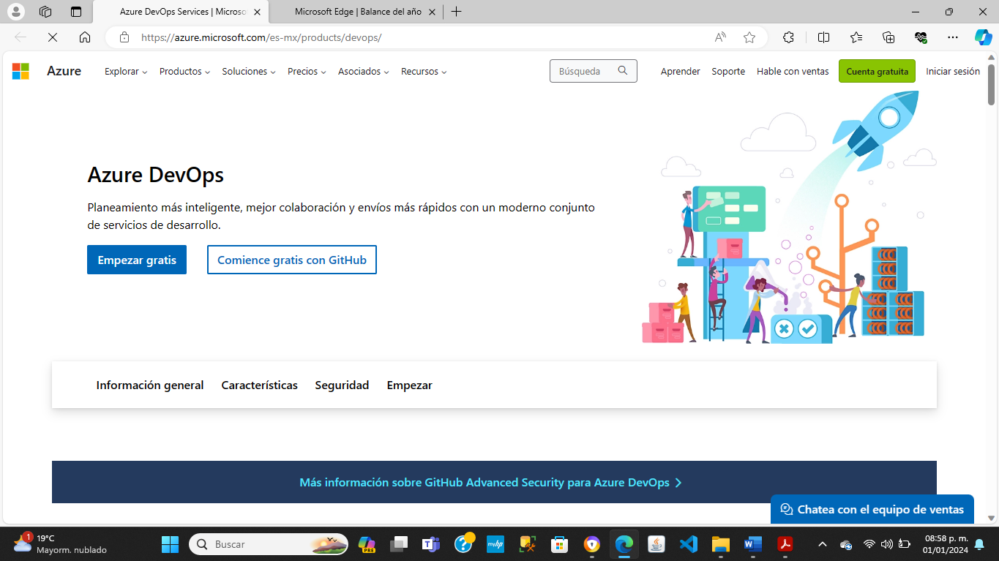 Azure DevOps Services | Microso
Microsoft Edge | Balance del año
https://azure.microsoft.com/es-mx/products/devops/
Azure Explorar Productos Soluciones Precios Asociados Recursos Búsqueda Aprender Soporte Hable con ventas Cuenta gratuita Iniciar sesión
Azure DevOps
Planeamiento más inteligente, mejor colaboración y envíos más rápidos con un moderno conjunto
de servicios de desarrollo.
Empezar gratis Comience gratis con GitHub
Información general Características Seguridad Empezar
Más información sobre GitHub Advanced Security para Azure DevOps
Chatea con el equipo de ventas
1
19°C
Mayorm. nublado
Buscar
PRE
myhp
08:58 p. m.
01/01/2024